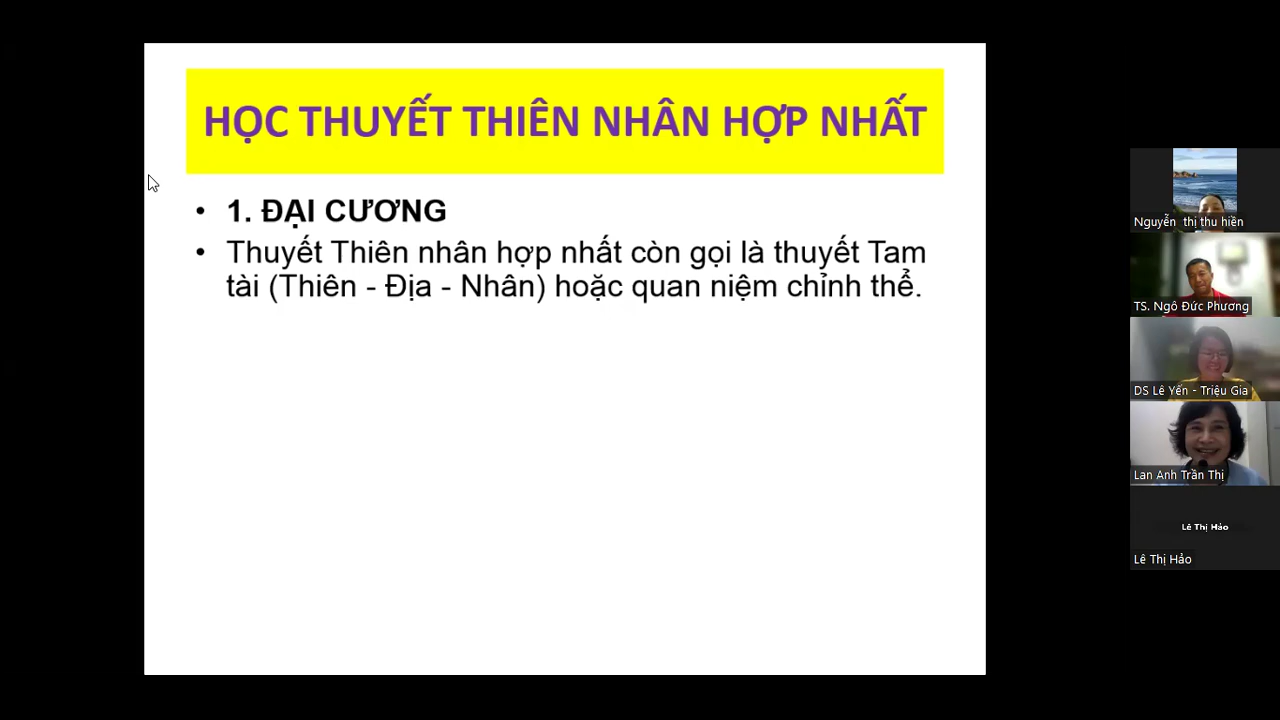 HỌC THUYẾT THIÊN NHÂN HỢP NHẤT
• 1. ĐẠI CƯƠNG
• Thuyết Thiên nhân hợp nhất còn gọi là thuyết Tam
tài (Thiên - Địa - Nhân) hoặc quan niệm chỉnh thể.
Nguyễn thị thu hiền
TS. Ngô Đức Phương
DS Lê Yến - Triệu Gia
Lan Anh Trần Thị
Lê Thị Hảo
Lê Thị Hảo